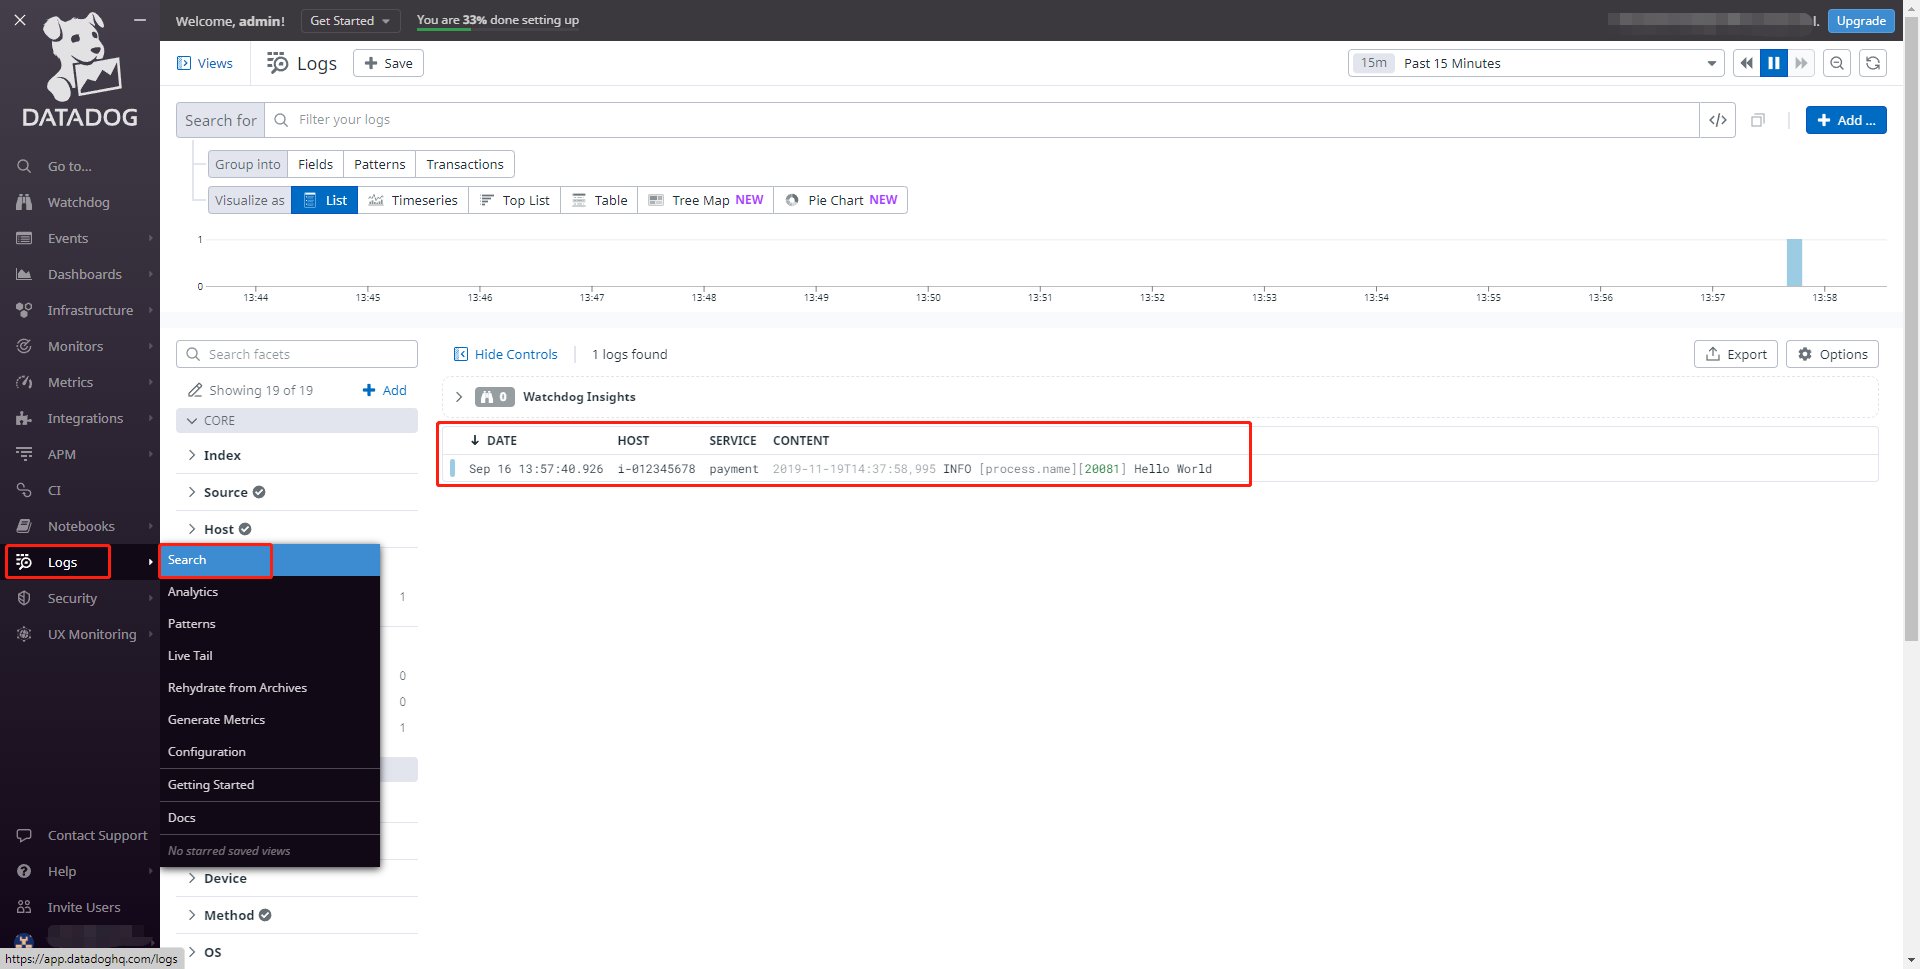 Welcome, admin!
Get Started
You are 33% done setting up
l.
Upgrade
DATADOG
Views
Logs
Save
15m
Past 15 Minutes
Search for
Filter your logs
</>
Add ...
Group into
Fields
Patterns
Transactions
Visualize as
List
Timeseries
Top List
Table
Tree Map NEW
Pie Chart NEW
1
0
13:44
13:45
13:46
13:47
13:48
13:49
13:50
13:51
13:52
13:53
13:54
13:55
13:56
13:57
13:58
Go to...
Watchdog
Events
Dashboards
Infrastructure
Monitors
Metrics
Integrations
APM
CI
Notebooks
Logs
Security
UX Monitoring
Contact Support
Help
Invite Users
https://app.datadoghq.com/logs
Search
Analytics
Patterns
Live Tail
Rehydrate from Archives
Generate Metrics
Configuration
Getting Started
Docs
No starred saved views
Search facets
Showing 19 of 19
Add
CORE
Index
Source
Host
1
0
0
1
Device
Method
OS
Hide Controls
1 logs found
Export
Options
0
Watchdog Insights
DATE HOST SERVICE CONTENT
Sep 16 13:57:40.926 i-012345678 payment 2019-11-19T14:37:58,995 INFO [process.name][20081] Hello World